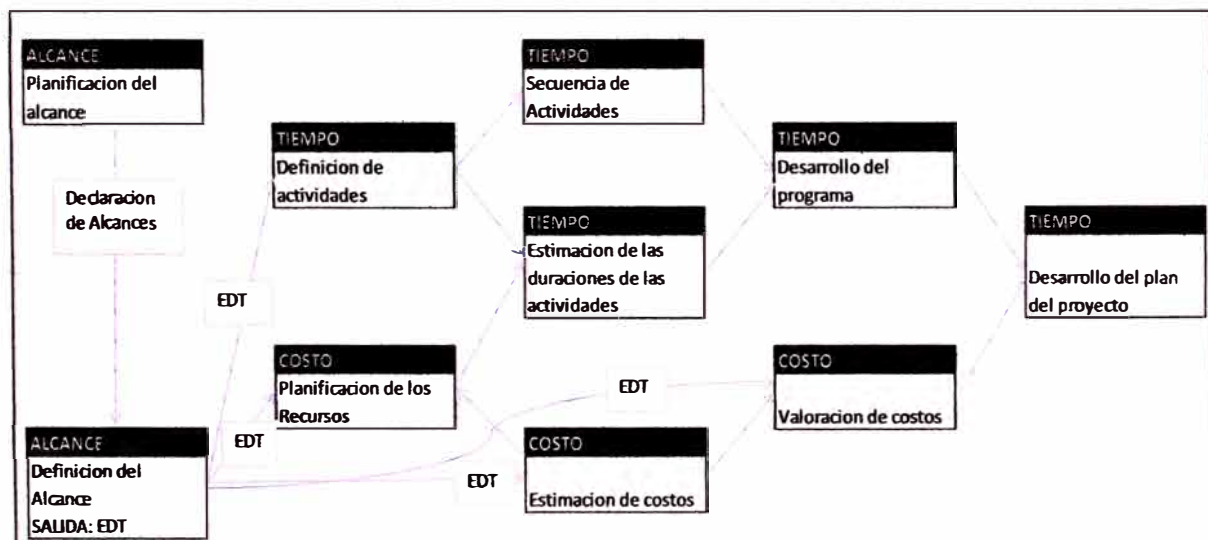 ALCANCE
Planificacion del
alcance
Declaracion
de Alcances
ALCANCE
Definicion del
Alcance
SALIDA: EDT
EDT
EDT
EDT
EDT
TIEMPO
Definicion de
actividades
COSTO
Planificacion de los
Recursos
TIEMPO
Secuencia de
Actividades
TIEMPO
Estimacion de las
duraciones de las
actividades
COSTO
Estimacion de costos
TIEMPO
Desarrollo del
programa
COSTO
Valoracion de costos
TIEMPO
Desarrollo del plan
del proyecto